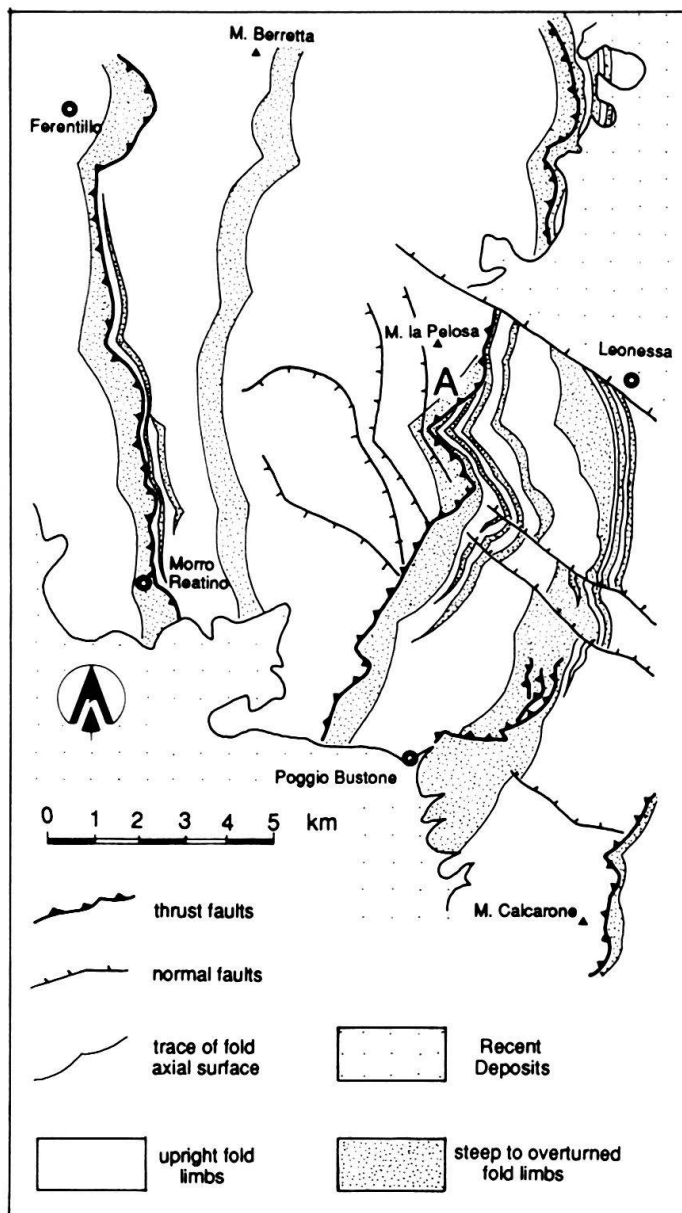 M. Berretta
Ferentillo
M. la Pelosa
A
Leonessa
Morro
Reatino
Poggio Bustone
0 1 2 3 4 5 km
M. Calcarone
thrust faults
normal faults
trace of fold
axial surface
upright fold
limbs
Recent
Deposits
steep to overturned
fold limbs